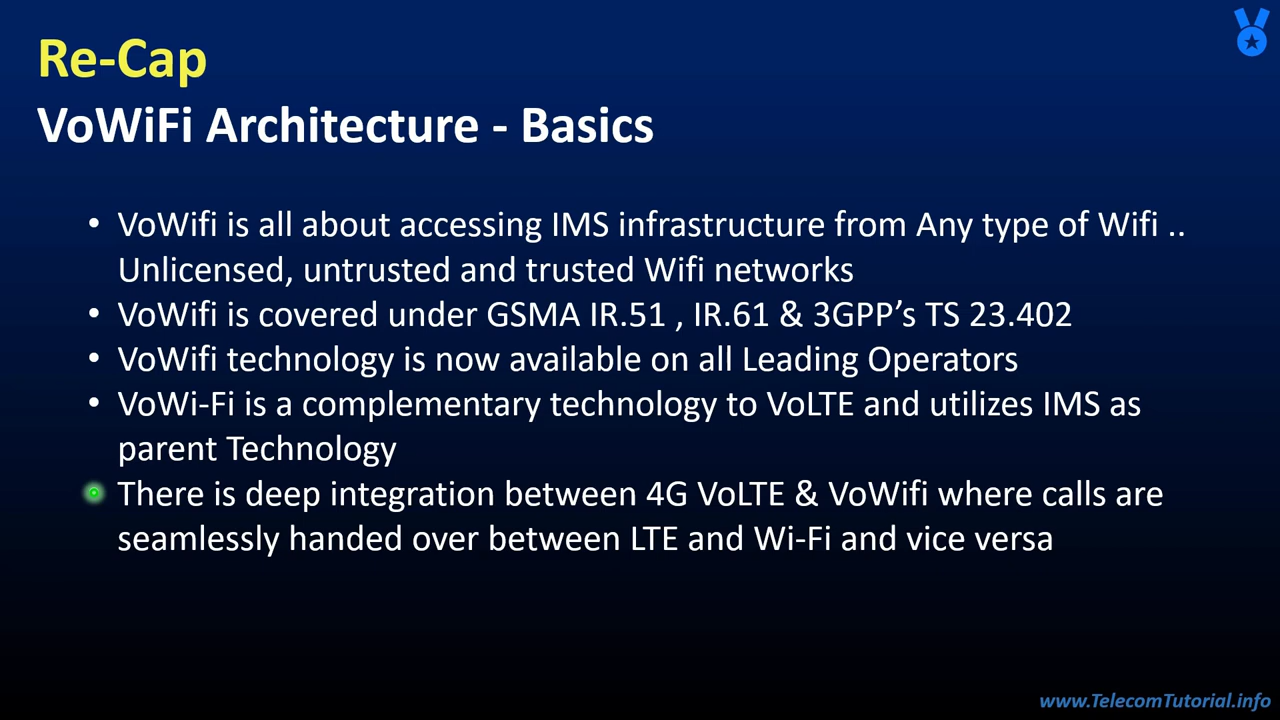 Re-Cap
VoWiFi Architecture - Basics
• VoWifi is all about accessing IMS infrastructure from Any type of Wifi ..
Unlicensed, untrusted and trusted Wifi networks
• VoWifi is covered under GSMA IR.51 , IR.61 & 3GPP’s TS 23.402
• VoWifi technology is now available on all Leading Operators
• VoWi-Fi is a complementary technology to VoLTE and utilizes IMS as
parent Technology
• There is deep integration between 4G VoLTE & VoWifi where calls are
seamlessly handed over between LTE and Wi-Fi and vice versa
www.TelecomTutorial.info